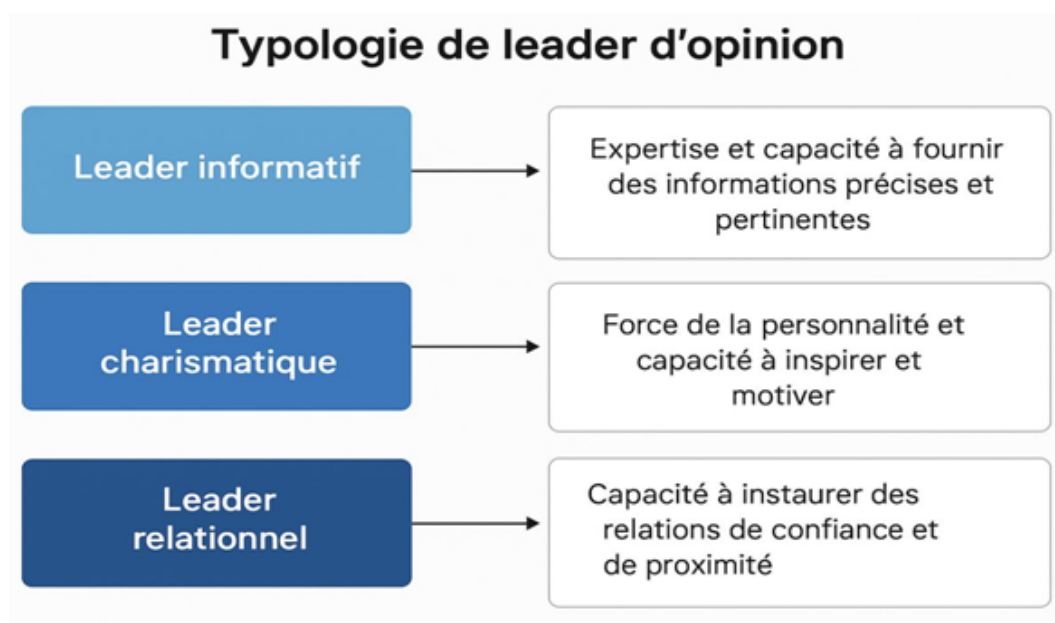 Typologie de leader d’opinion
Leader informatif
Expertise et capacité à fournir
des informations précises et
pertinentes
Leader
charismatique
Force de la personnalité et
capacité à inspirer et
motiver
Leader
relationnel
Capacité à instaurer des
relations de confiance et
de proximité